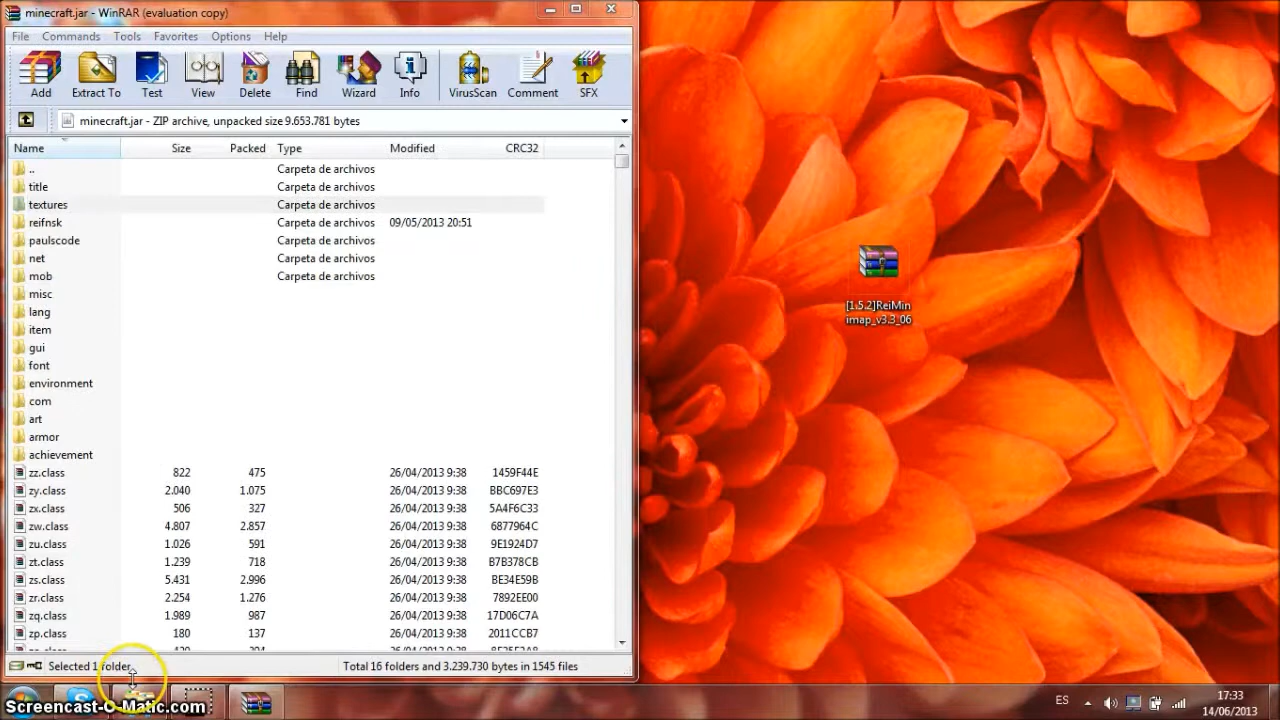 minecraft.jar - WinRAR (evaluation copy)
File Commands Tools Favorites Options Help
Add Extract To Test View Delete Find Wizard Info VirusScan Comment SFX
minecraft.jar - ZIP archive, unpacked size 9.653.781 bytes
Name Size Packed Type Modified CRC32
.. Carpeta de archivos
title Carpeta de archivos
textures Carpeta de archivos
reifnsk Carpeta de archivos 09/05/2013 20:51
paulscode Carpeta de archivos
net Carpeta de archivos
mob Carpeta de archivos
misc
lang
item
gui
font
environment
com
art
armor
achievement
zz.class 822 475 26/04/2013 9:38 1459F44E
zy.class 2.040 1.075 26/04/2013 9:38 BBC697E3
zx.class 506 327 26/04/2013 9:38 5A4F6C33
zw.class 4.807 2.857 26/04/2013 9:38 6877964C
zu.class 1.026 591 26/04/2013 9:38 9E1924D7
zt.class 1.239 718 26/04/2013 9:38 B7B378CB
zs.class 5.431 2.996 26/04/2013 9:38 BE34E59B
zr.class 2.254 1.276 26/04/2013 9:38 7892EE00
zq.class 1.989 987 26/04/2013 9:38 17D06C7A
zp.class 180 137 26/04/2013 9:38 2011CCB7
Selected 1 folder Total 16 folders and 3.239.730 bytes in 1545 files
[1.5.2]ReiMin
imap_v3.3_06
Screencast-O-Matic.com
ES
17:33
14/06/2013